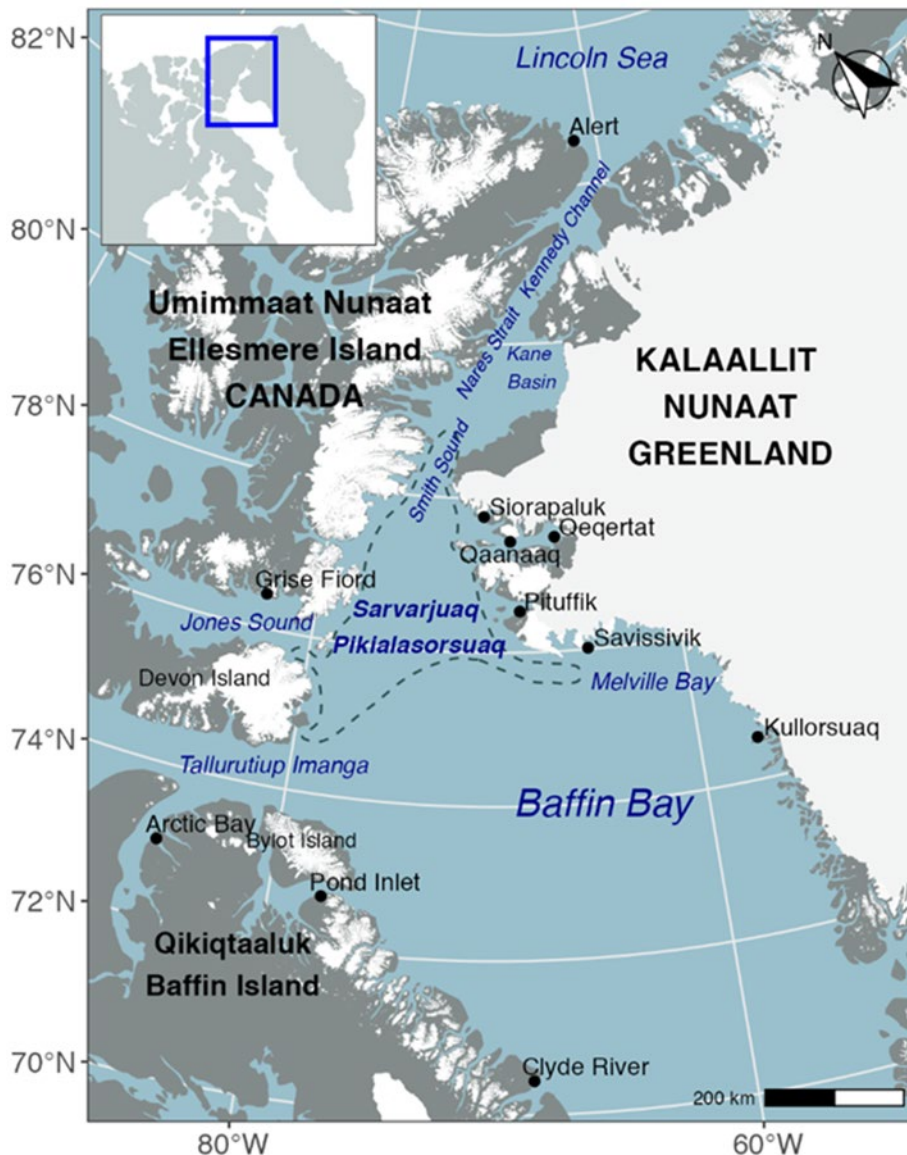 82°N
80°N
78°N
76°N
74°N
72°N
70°N
80°W
60°W
N
Lincoln Sea
Alert
Kennedy Channel
Nares Strait
Umimmaat Nunaat
Ellesmere Island
CANADA
Kane
Basin
KALAALLIT
NUNAAT
GREENLAND
Smith Sound
Siorapaluk
Qeqertat
Qaanaaq
Grise Fiord
Pituffik
Sarvarjuaq
Pikialasorsuaq
Jones Sound
Savissivik
Devon Island
Melville Bay
Kullorsuaq
Tallurutiup Imanga
Baffin Bay
Arctic Bay
Bylot Island
Pond Inlet
Qikiqtaaluk
Baffin Island
Clyde River
200 km